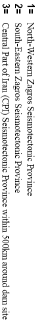 1= North-Western Zagros Seismotectonic Province
2= South-Eastern Zagros Seismotectonic Province
3= Central Part of Iran (CPI) Seismotectonic Province within 500km around dam site